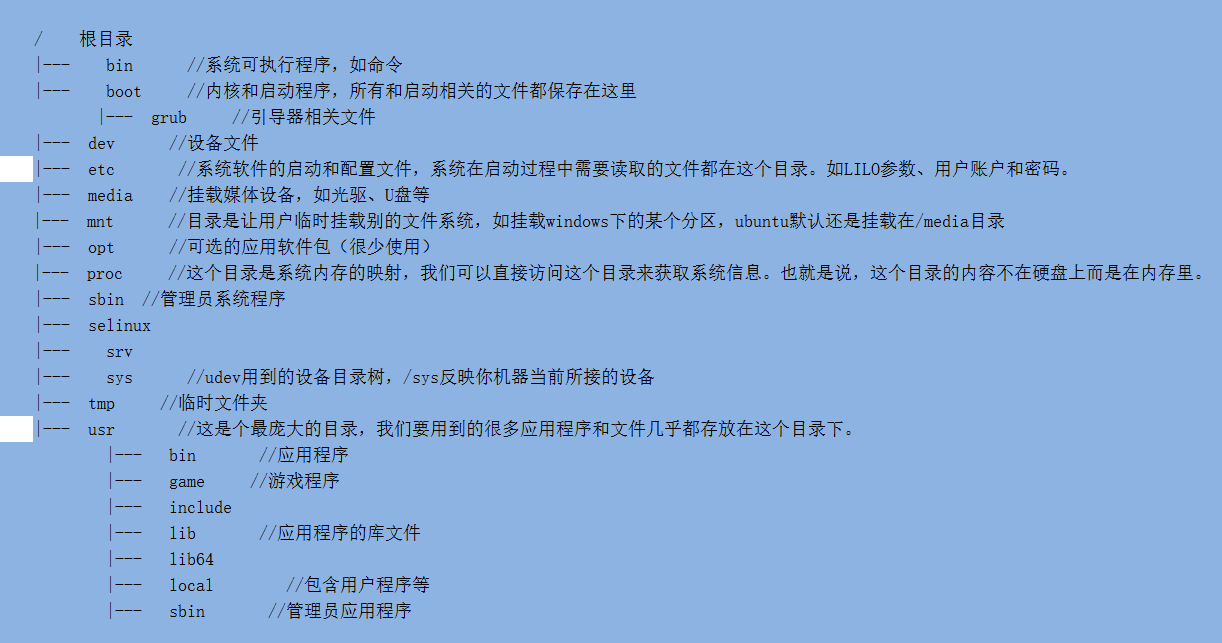 /    根目录
|---    bin      //系统可执行程序，如命令
|---    boot     //内核和启动程序，所有和启动相关的文件都保存在这里
       |---  grub     //引导器相关文件
|---  dev      //设备文件
|---  etc       //系统软件的启动和配置文件，系统在启动过程中需要读取的文件都在这个目录。如LILO参数、用户账户和密码。
|---  media    //挂载媒体设备，如光驱、U盘等
|---  mnt      //目录是让用户临时挂载别的文件系统，如挂载windows下的某个分区，ubuntu默认还是挂载在/media目录
|---  opt      //可选的应用软件包（很少使用）
|---  proc     //这个目录是系统内存的映射，我们可以直接访问这个目录来获取系统信息。也就是说，这个目录的内容不在硬盘上而是在内存里。
|---  sbin  //管理员系统程序
|---  selinux
|---    srv
|---    sys      //udev用到的设备目录树，/sys反映你机器当前所接的设备
|---  tmp     //临时文件夹
|---  usr       //这是个最庞大的目录，我们要用到的很多应用程序和文件几乎都存放在这个目录下。
        |---   bin       //应用程序
        |---   game     //游戏程序
        |---   include
        |---   lib       //应用程序的库文件
        |---   lib64
        |---   local        //包含用户程序等
        |---   sbin       //管理员应用程序